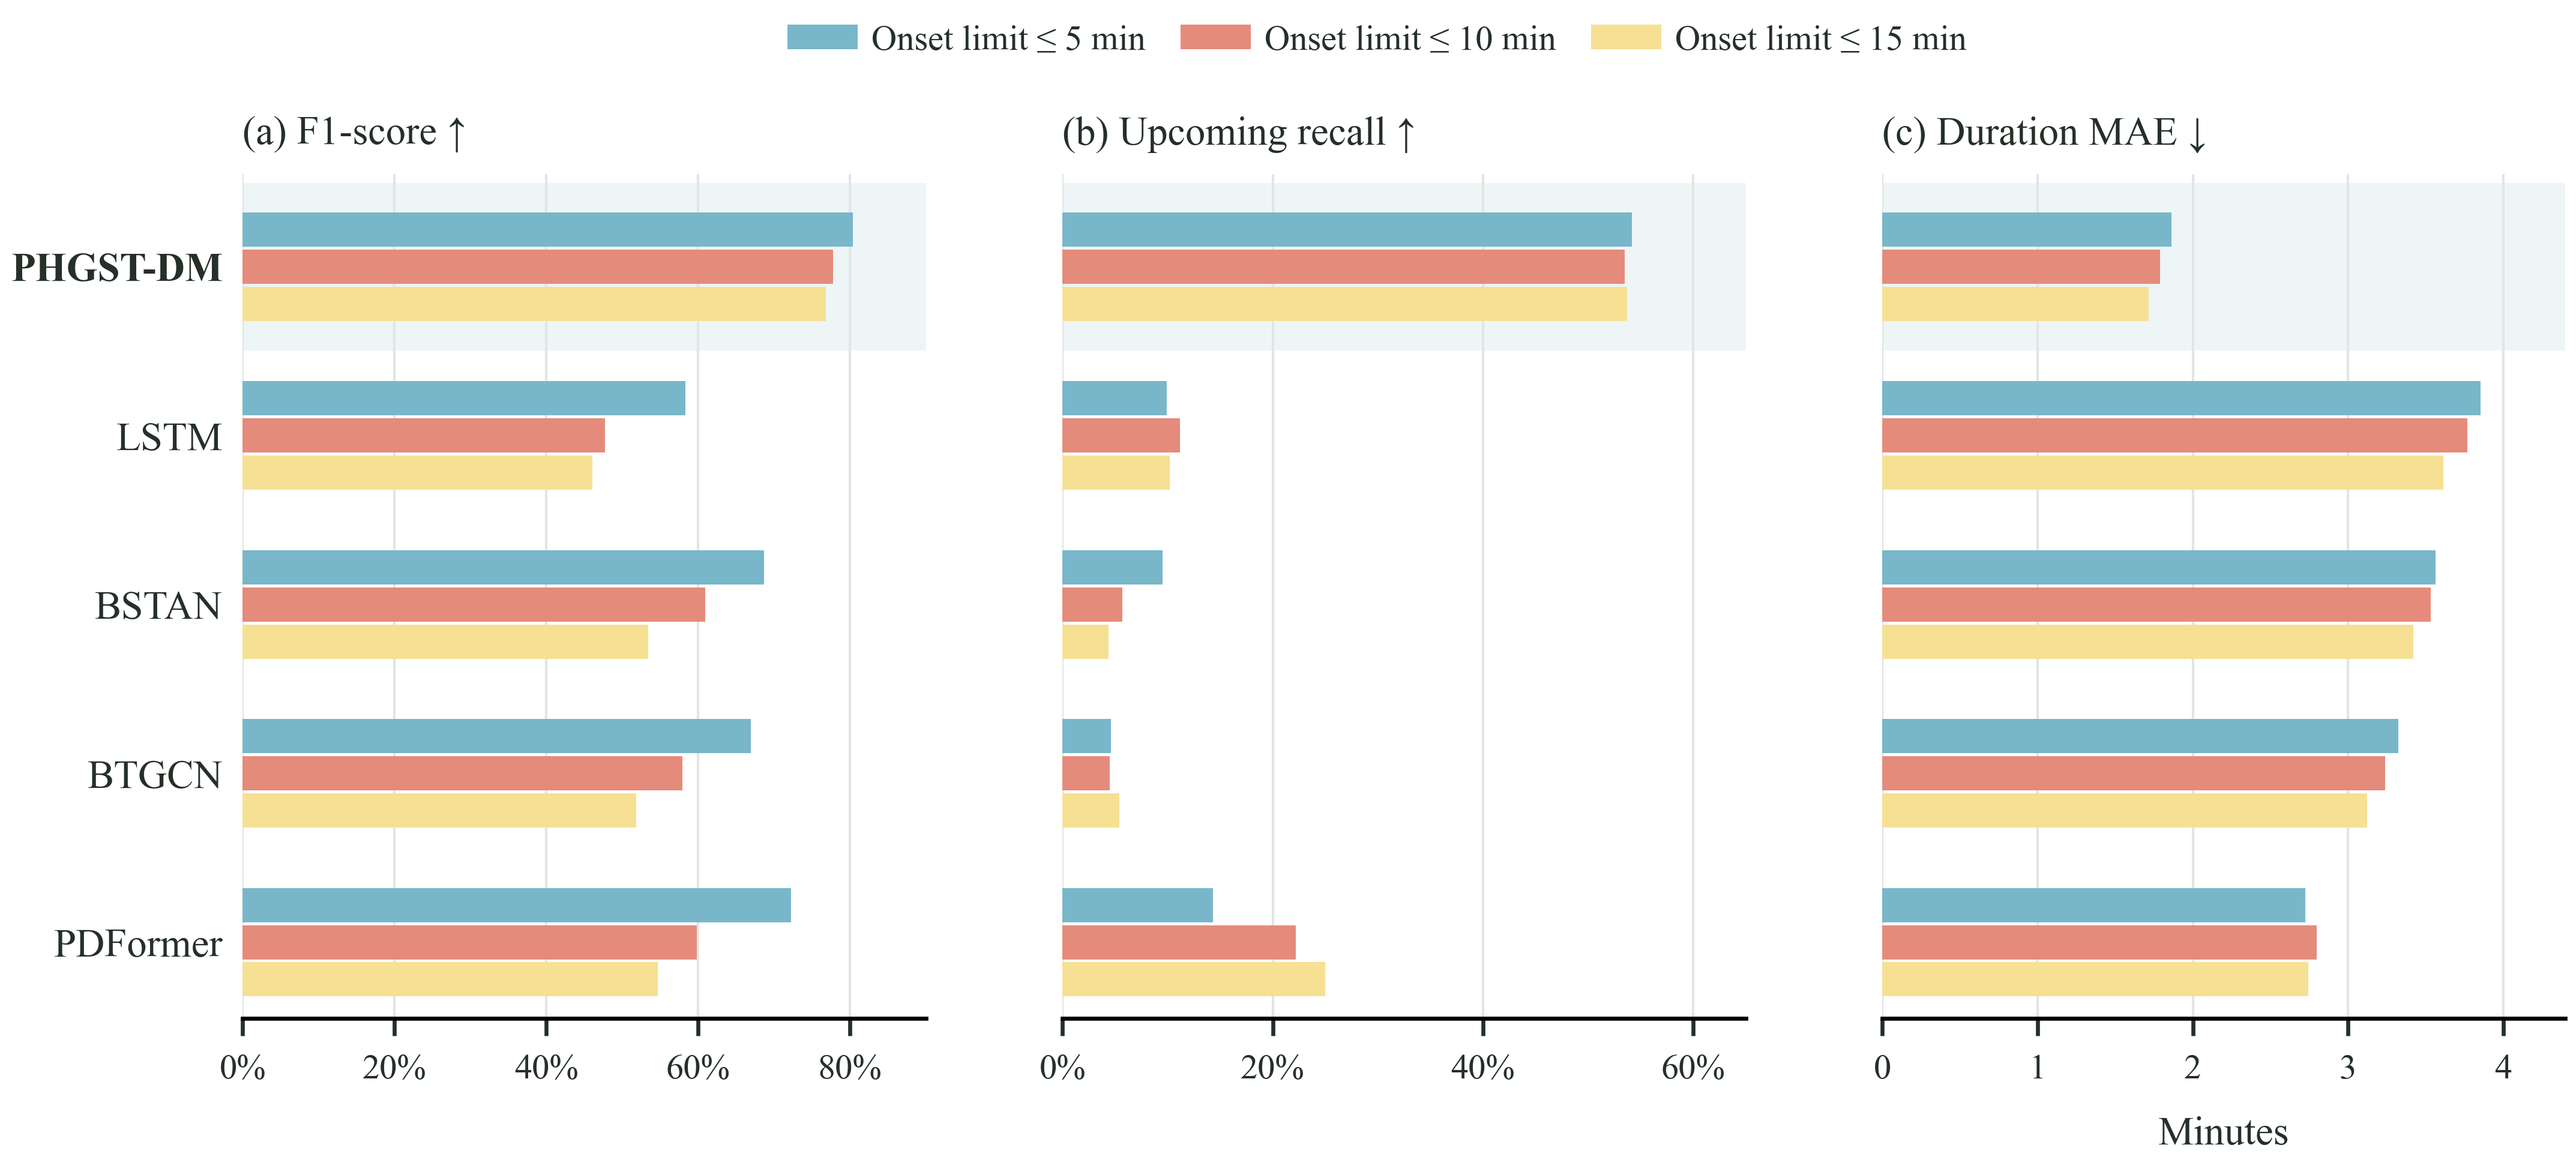 Onset limit ≤ 5 min Onset limit ≤ 10 min Onset limit ≤ 15 min
(a) F1-score ↑ (b) Upcoming recall ↑ (c) Duration MAE ↓
PHGST-DM
LSTM
BSTAN
BTGCN
PDFormer
0% 20% 40% 60% 80% 0% 20% 40% 60% 0 1 2 3 4
Minutes